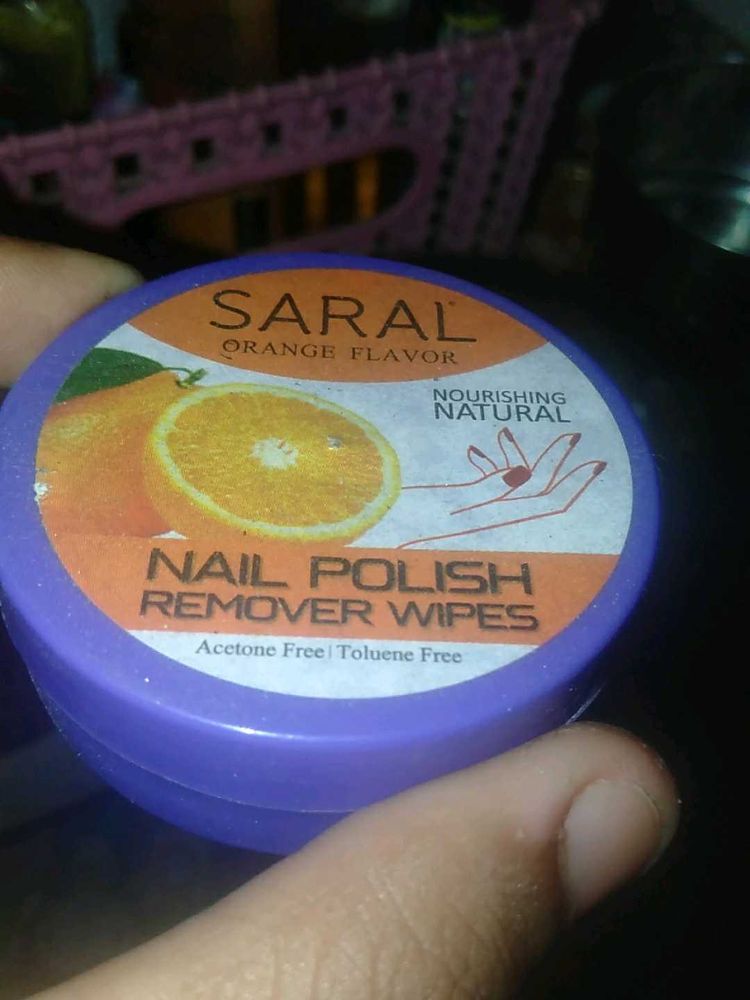 SARAL
ORANGE FLAVOR
NOURISHING
NATURAL
NAIL POLISH
REMOVER WIPES
Acetone Free| Toluene Free